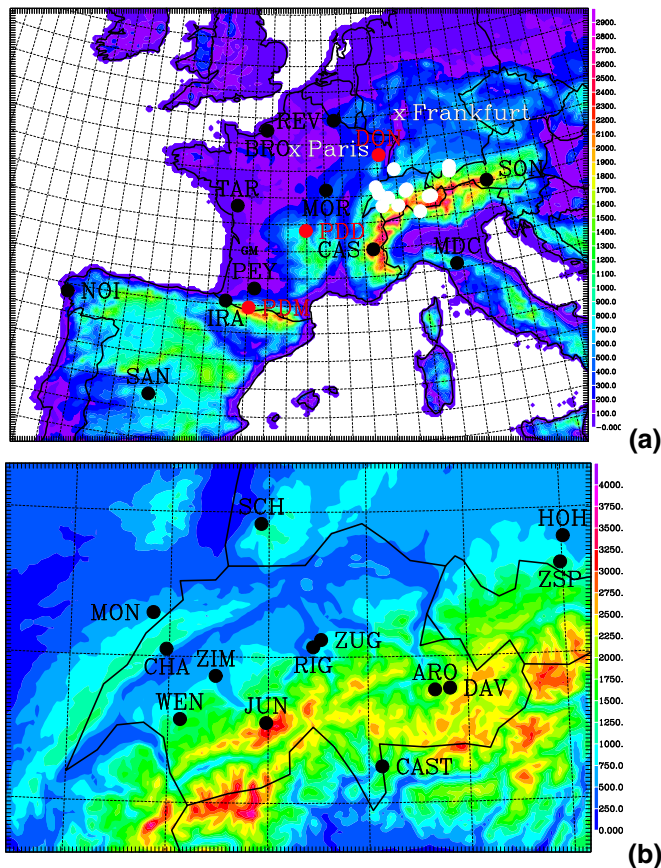 2900.
2800.
2700.
2600.
2500.
2400.
2300.
2200.
2100.
2000.
1900.
1800.
1700.
1600.
1500.
1400.
1300.
1200.
1100.
1000.
900.0
800.0
700.0
600.0
500.0
400.0
300.0
200.0
100.0
-0.000
x Frankfurt
REV
DON
BRO
x Paris
SON
TAR
MOR
PDD
CAS
MDC
GM
PEY
NOI
IRA
PDM
SAN
(a)
4000.
3750.
3500.
3250.
3000.
2750.
2500.
2250.
2000.
1750.
1500.
1250.
1000.
750.0
500.0
250.0
0.000
SCH
HOH
ZSP
MON
ZUG
CHA
ZIM
RIG
ARO
DAV
WEN
JUN
CAST
(b)